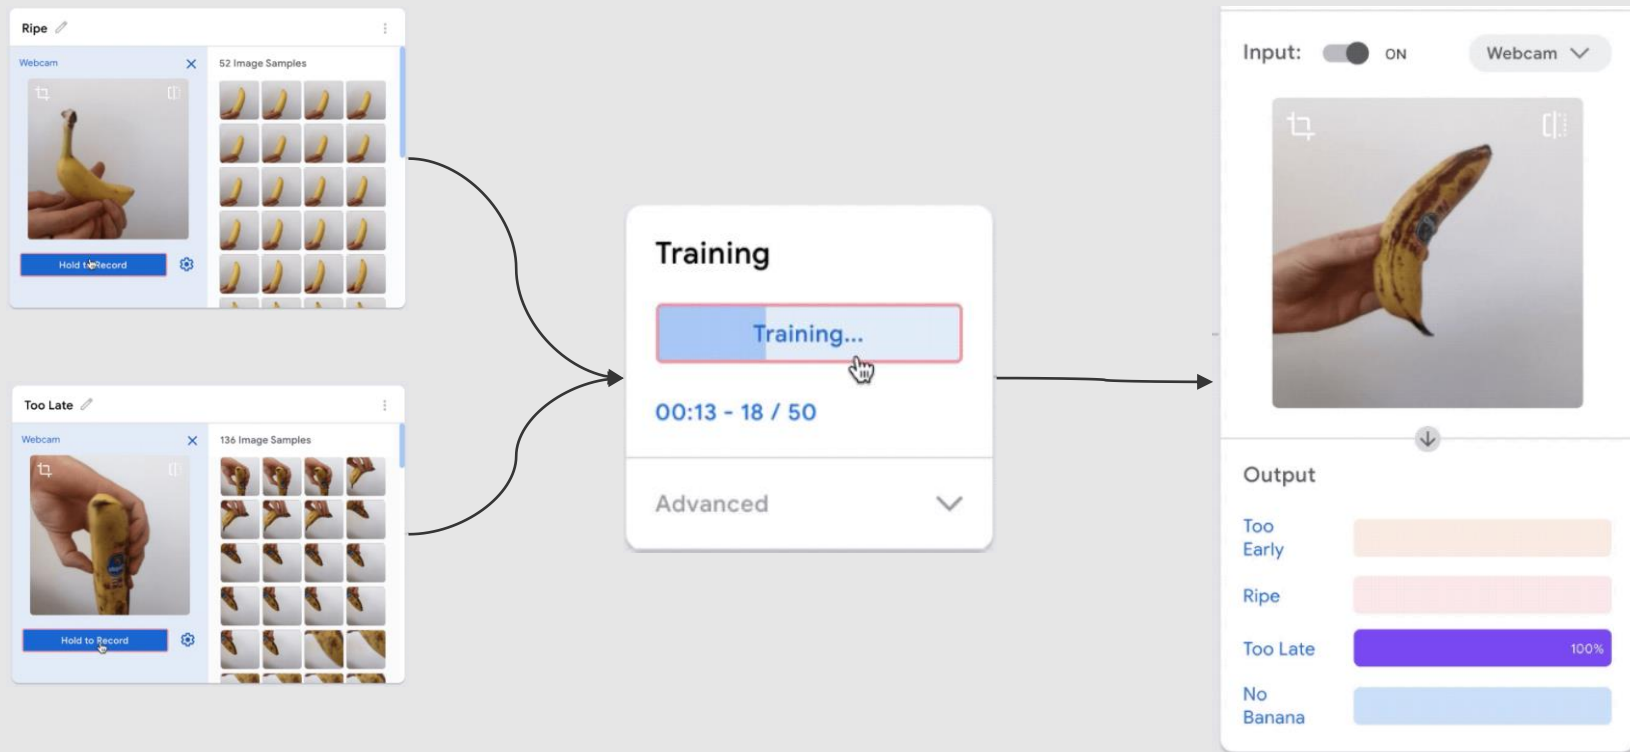 Ripe
Webcam
52 Image Samples
Hold to Record
Too Late
Webcam
136 Image Samples
Hold to Record
Training
Training...
00:13 - 18 / 50
Advanced
Input:
ON
Webcam
Output
Too
Early
Ripe
Too Late
100%
No
Banana